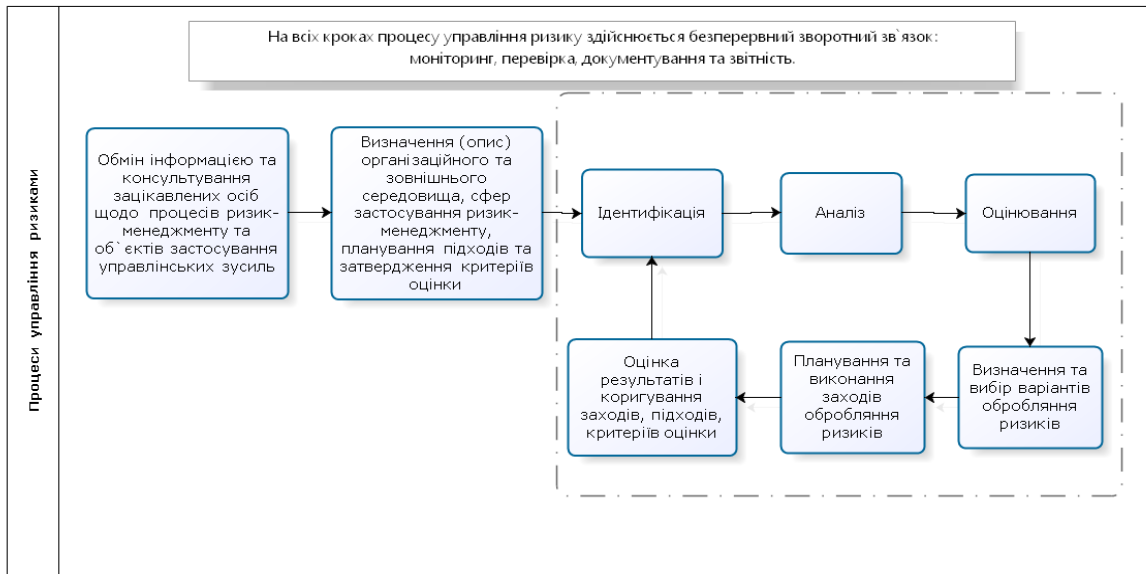 Процеси управління ризиками
На всіх кроках процесу управління ризику здійснюється безперервний зворотний зв`язок:
моніторинг, перевірка, документування та звітність.
Обмін інформацією та
консультування
зацікавлених осіб
щодо процесів ризик-
менеджменту та
об`єктів застосування
управлінських зусиль
Визначення (опис)
організаційного та
зовнішнього
середовища, сфер
застосування ризик-
менеджменту,
планування підходів та
затвердження критеріїв
оцінки
Ідентифікація
Аналіз
Оцінювання
Оцінка
результатів і
коригування
заходів, підходів,
критеріїв оцінки
Планування та
виконання
заходів
обробляння
ризиків
Визначення та
вибір варіантів
обробляння
ризиків